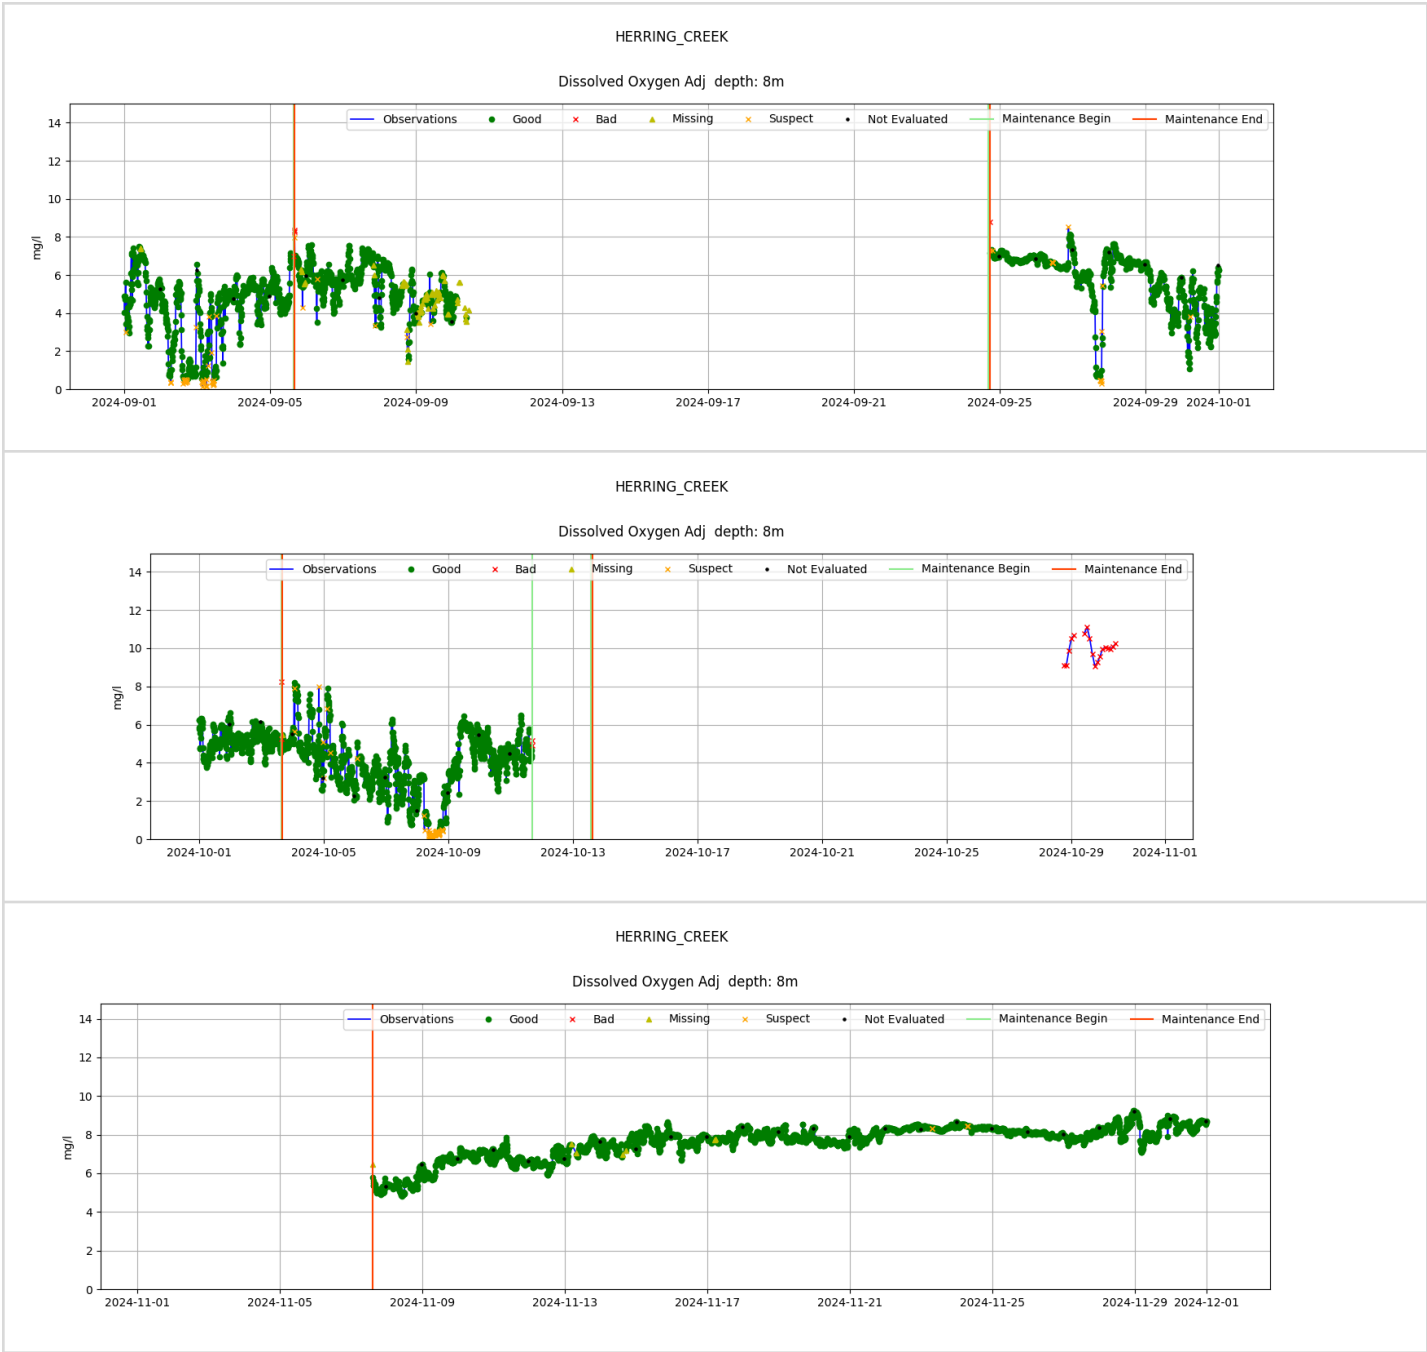 HERRING_CREEK
Dissolved Oxygen Adj depth: 8m
Observations Good Bad Missing Suspect Not Evaluated Maintenance Begin Maintenance End
14
12
10
8
6
4
2
0
mg/l
2024-09-01 2024-09-05 2024-09-09 2024-09-13 2024-09-17 2024-09-21 2024-09-25 2024-09-29 2024-10-01
HERRING_CREEK
Dissolved Oxygen Adj depth: 8m
Observations Good Bad Missing Suspect Not Evaluated Maintenance Begin Maintenance End
14
12
10
8
6
4
2
0
mg/l
2024-10-01 2024-10-05 2024-10-09 2024-10-13 2024-10-17 2024-10-21 2024-10-25 2024-10-29 2024-11-01
HERRING_CREEK
Dissolved Oxygen Adj depth: 8m
Observations Good Bad Missing Suspect Not Evaluated Maintenance Begin Maintenance End
14
12
10
8
6
4
2
0
mg/l
2024-11-01 2024-11-05 2024-11-09 2024-11-13 2024-11-17 2024-11-21 2024-11-25 2024-11-29 2024-12-01